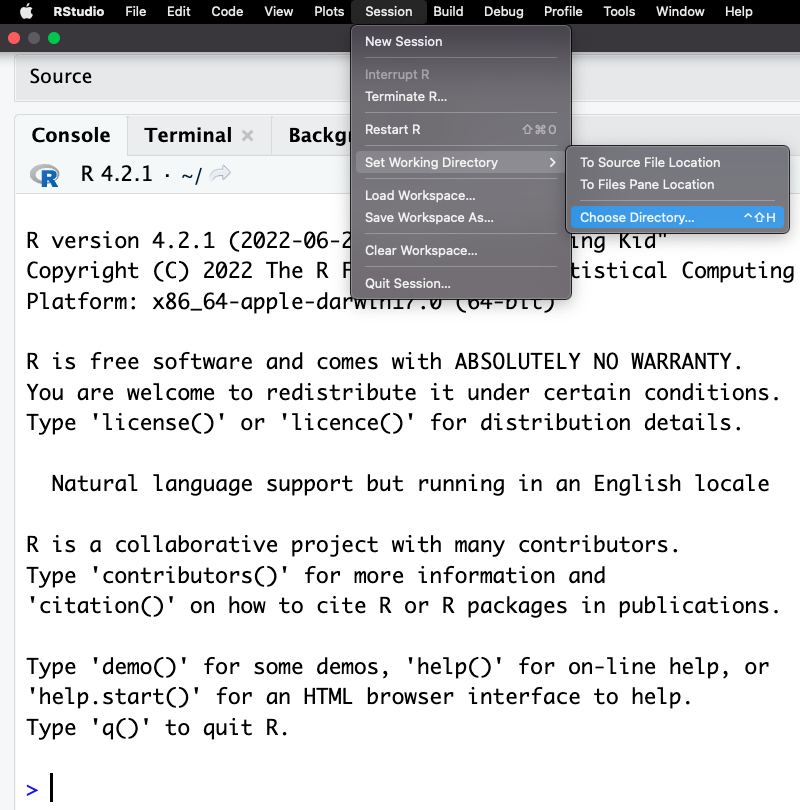 RStudio File Edit Code View Plots Session Build Debug Profile Tools Window Help
New Session
Interrupt R
Terminate R...
Restart R ⇧⌘0
Set Working Directory >
To Source File Location
To Files Pane Location
Choose Directory... ^⇧H
Load Workspace...
Save Workspace As...
Clear Workspace...
Quit Session...
Source
Console Terminal × Backgr
R R 4.2.1 · ~/
R version 4.2.1 (2022-06-2 ing Kid"
Copyright (C) 2022 The R F tistical Computing
Platform: x86_64-apple-darwin17.0 (64-bit)
R is free software and comes with ABSOLUTELY NO WARRANTY.
You are welcome to redistribute it under certain conditions.
Type 'license()' or 'licence()' for distribution details.
Natural language support but running in an English locale
R is a collaborative project with many contributors.
Type 'contributors()' for more information and
'citation()' on how to cite R or R packages in publications.
Type 'demo()' for some demos, 'help()' for on-line help, or
'help.start()' for an HTML browser interface to help.
Type 'q()' to quit R.
>